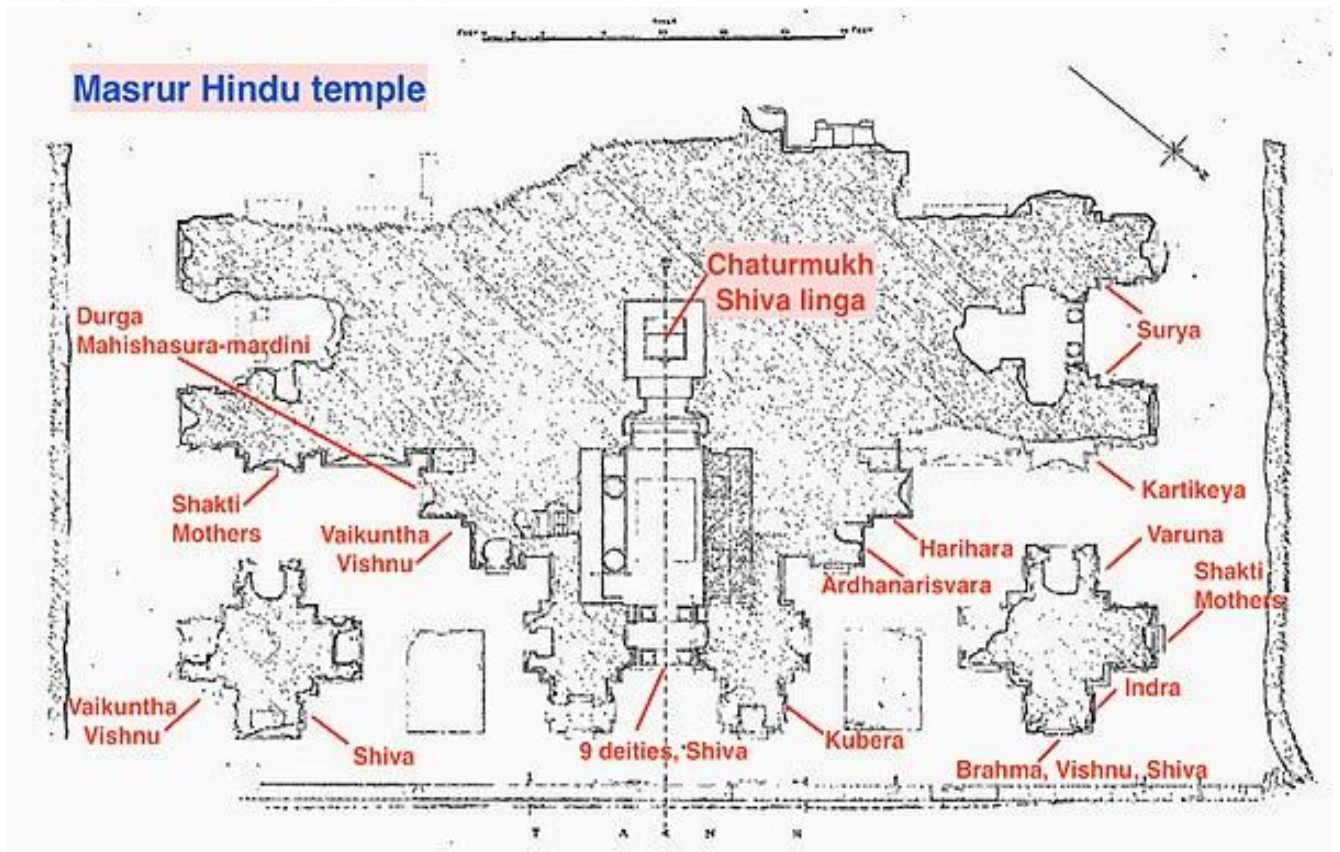 Masrur Hindu temple
Chaturmukh
Shiva linga
Durga
Mahishasura-mardini
Surya
Shakti
Mothers
Vaikuntha
Vishnu
Kartikeya
Harihara
Varuna
Ardhanarisvara
Shakti
Mothers
Vaikuntha
Vishnu
Shiva
9 deities, Shiva
Kubera
Indra
Brahma, Vishnu, Shiva